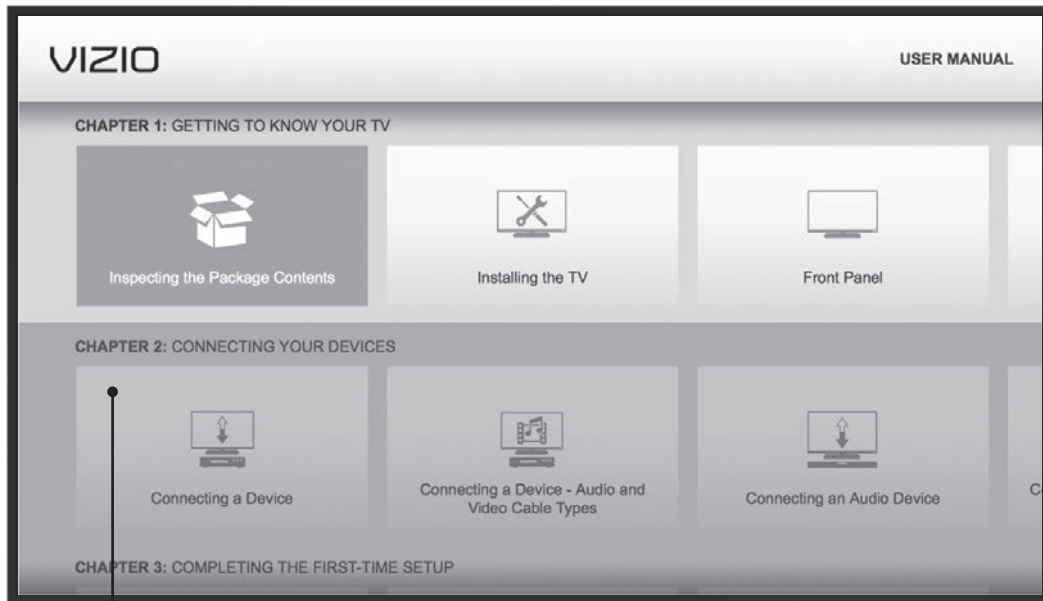 VIZIO
USER MANUAL
CHAPTER 1: GETTING TO KNOW YOUR TV
Inspecting the Package Contents
Installing the TV
Front Panel
CHAPTER 2: CONNECTING YOUR DEVICES
Connecting a Device
Connecting a Device - Audio and
Video Cable Types
Connecting an Audio Device
CHAPTER 3: COMPLETING THE FIRST-TIME SETUP